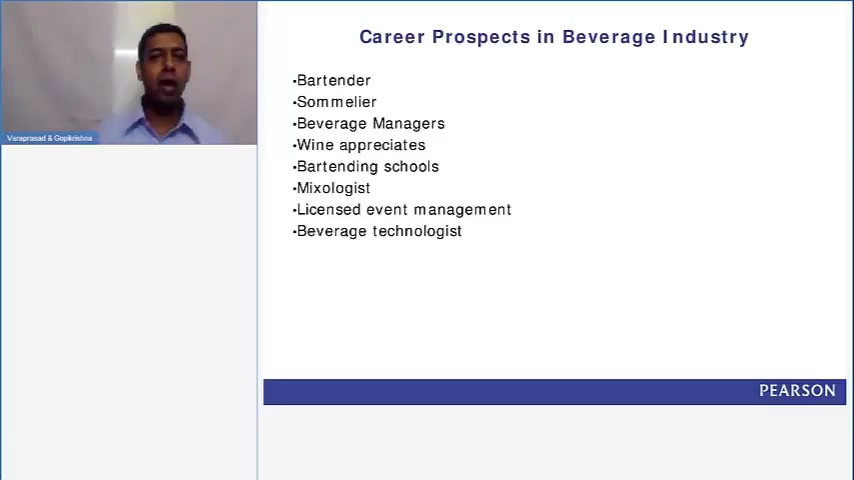 Career Prospects in Beverage Industry
•Bartender
•Sommelier
•Beverage Managers
•Wine appreciates
•Bartending schools
•Mixologist
•Licensed event management
•Beverage technologist
Varaprasad & Gopikrishna
PEARSON